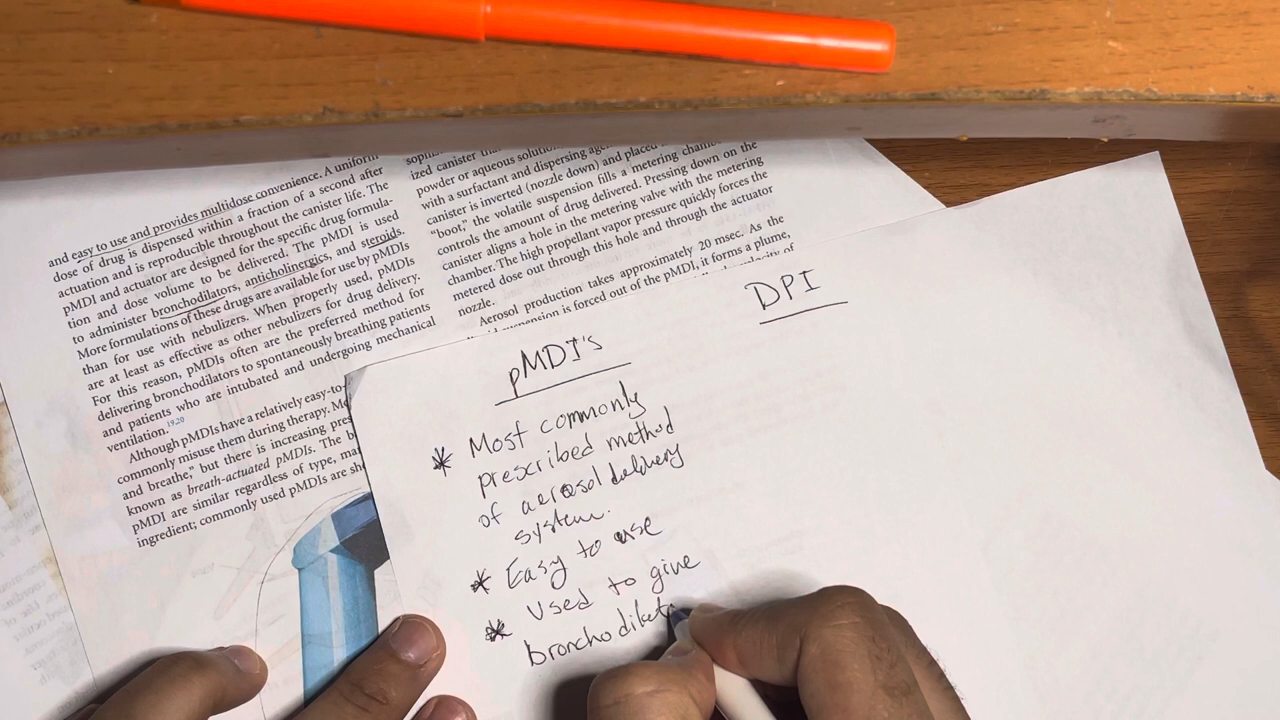 and easy to use and provides multidose convenience. A uniform
dose of drug is dispensed within a fraction of a second after
actuation and is reproducible throughout the canister life. The
pMDI and actuator are designed for the specific drug formula-
tion and dose volume to be delivered. The pMDI is used
to administer bronchodilators, anticholinergics, and steroids.
More formulations of these drugs are available for use by pMDIs
than for use with nebulizers. When properly used, pMDIs
are at least as effective as other nebulizers for drug delivery.
For this reason, pMDIs often are the preferred method for
delivering bronchodilators to spontaneously breathing patients
and patients who are intubated and undergoing mechanical
ventilation.19,20
Although pMDIs have a relatively easy-to-
commonly misuse them during therapy.
and breathe," but there is increasing
known as breath-actuated pMDIs. The
pMDI are similar regardless of type,
ingredient; commonly used pMDIs are
ized canister
powder or aqueous
with a surfactant and dispersing
canister is inverted (nozzle down) and placed
"boot," the volatile suspension fills a metering
controls the amount of drug delivered. Pressing down on the
canister aligns a hole in the metering valve with the metering
chamber. The high propellant vapor pressure quickly forces the
metered dose out through this hole and through the actuator
nozzle.
Aerosol production takes approximately 20 msec. As the
suspension is forced out of the pMDI, it forms a plume,
of
pMDI's
* Most commonly
prescribed method
of aerosol delivery
system.
* Easy to use
* Used to give
bronchodilat
DPI